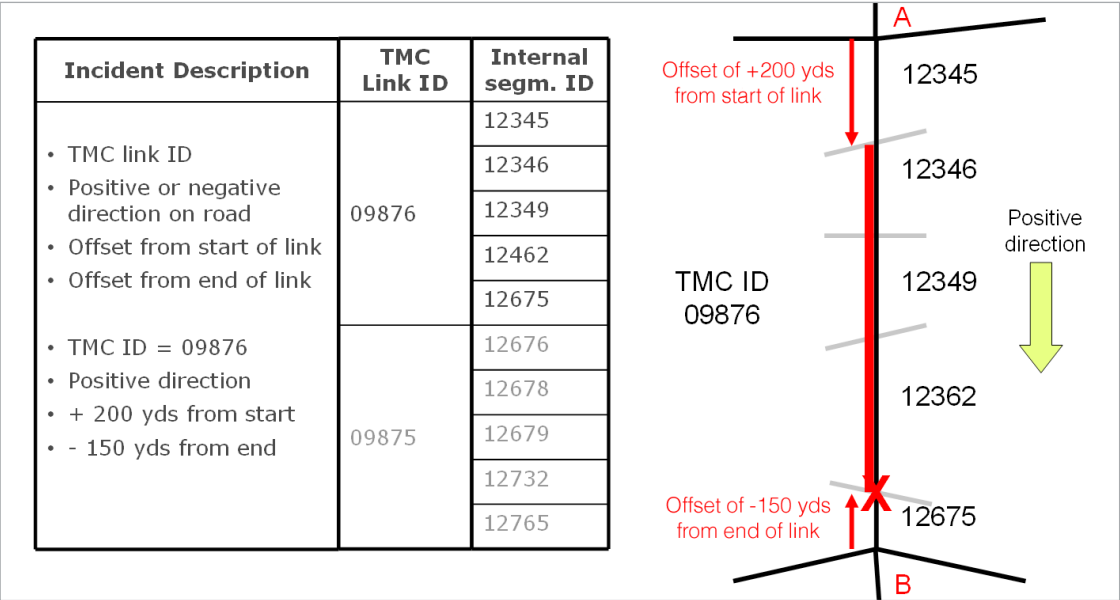 Incident Description
TMC
Link ID
Internal
segm. ID
• TMC link ID
• Positive or negative
direction on road
• Offset from start of link
• Offset from end of link
• TMC ID = 09876
• Positive direction
• + 200 yds from start
• - 150 yds from end
09876
09875
12345
12346
12349
12462
12675
12676
12678
12679
12732
12765
A
Offset of +200 yds
from start of link
12345
12346
Positive
direction
TMC ID
09876
12349
12362
Offset of -150 yds
from end of link
X
12675
B